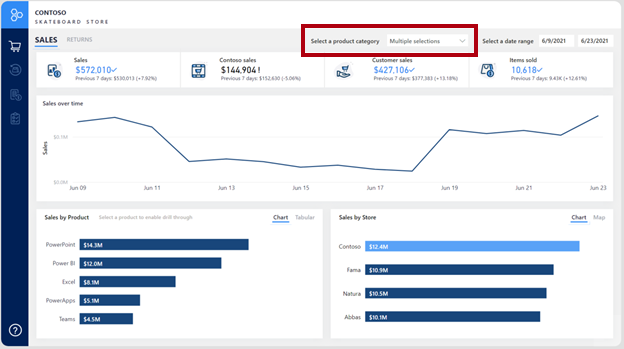 CONTOSO
SKATEBOARD STORE
SALES RETURNS
Select a product category Multiple selections
Select a date range 6/9/2021 6/23/2021
Sales
$572,010
Previous 7 days: $530,013 (+7.92%)
Contoso sales
$144,904!
Previous 7 days: $152,630 (-5.06%)
Customer sales
$427,106
Previous 7 days: $377,383 (+13.18%)
Items sold
10,618
Previous 7 days: 9.43K (+12.61%)
Sales over time
Sales
$0.1M
$0.0M
Jun 09 Jun 11 Jun 13 Jun 15 Jun 17 Jun 19 Jun 21 Jun 23
Sales by Product Select a product to enable drill through Chart Tabular
PowerPoint $14.3M
Power BI $12.0M
Excel $8.1M
PowerApps $5.1M
Teams $4.5M
Sales by Store Chart Map
Contoso $12.4M
Fama $10.9M
Natura $10.5M
Abbas $10.1M
?